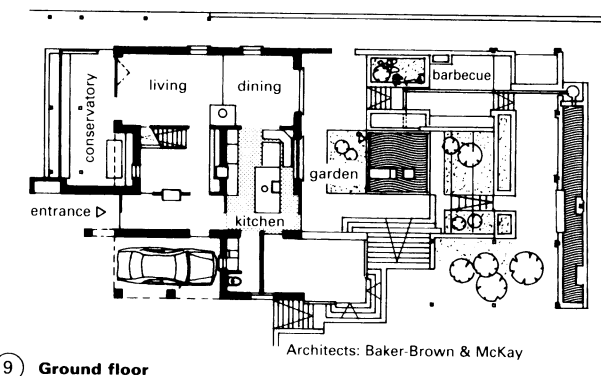 living
dining
barbecue
conservatory
garden
entrance
kitchen
Architects: Baker-Brown & McKay
9 Ground floor